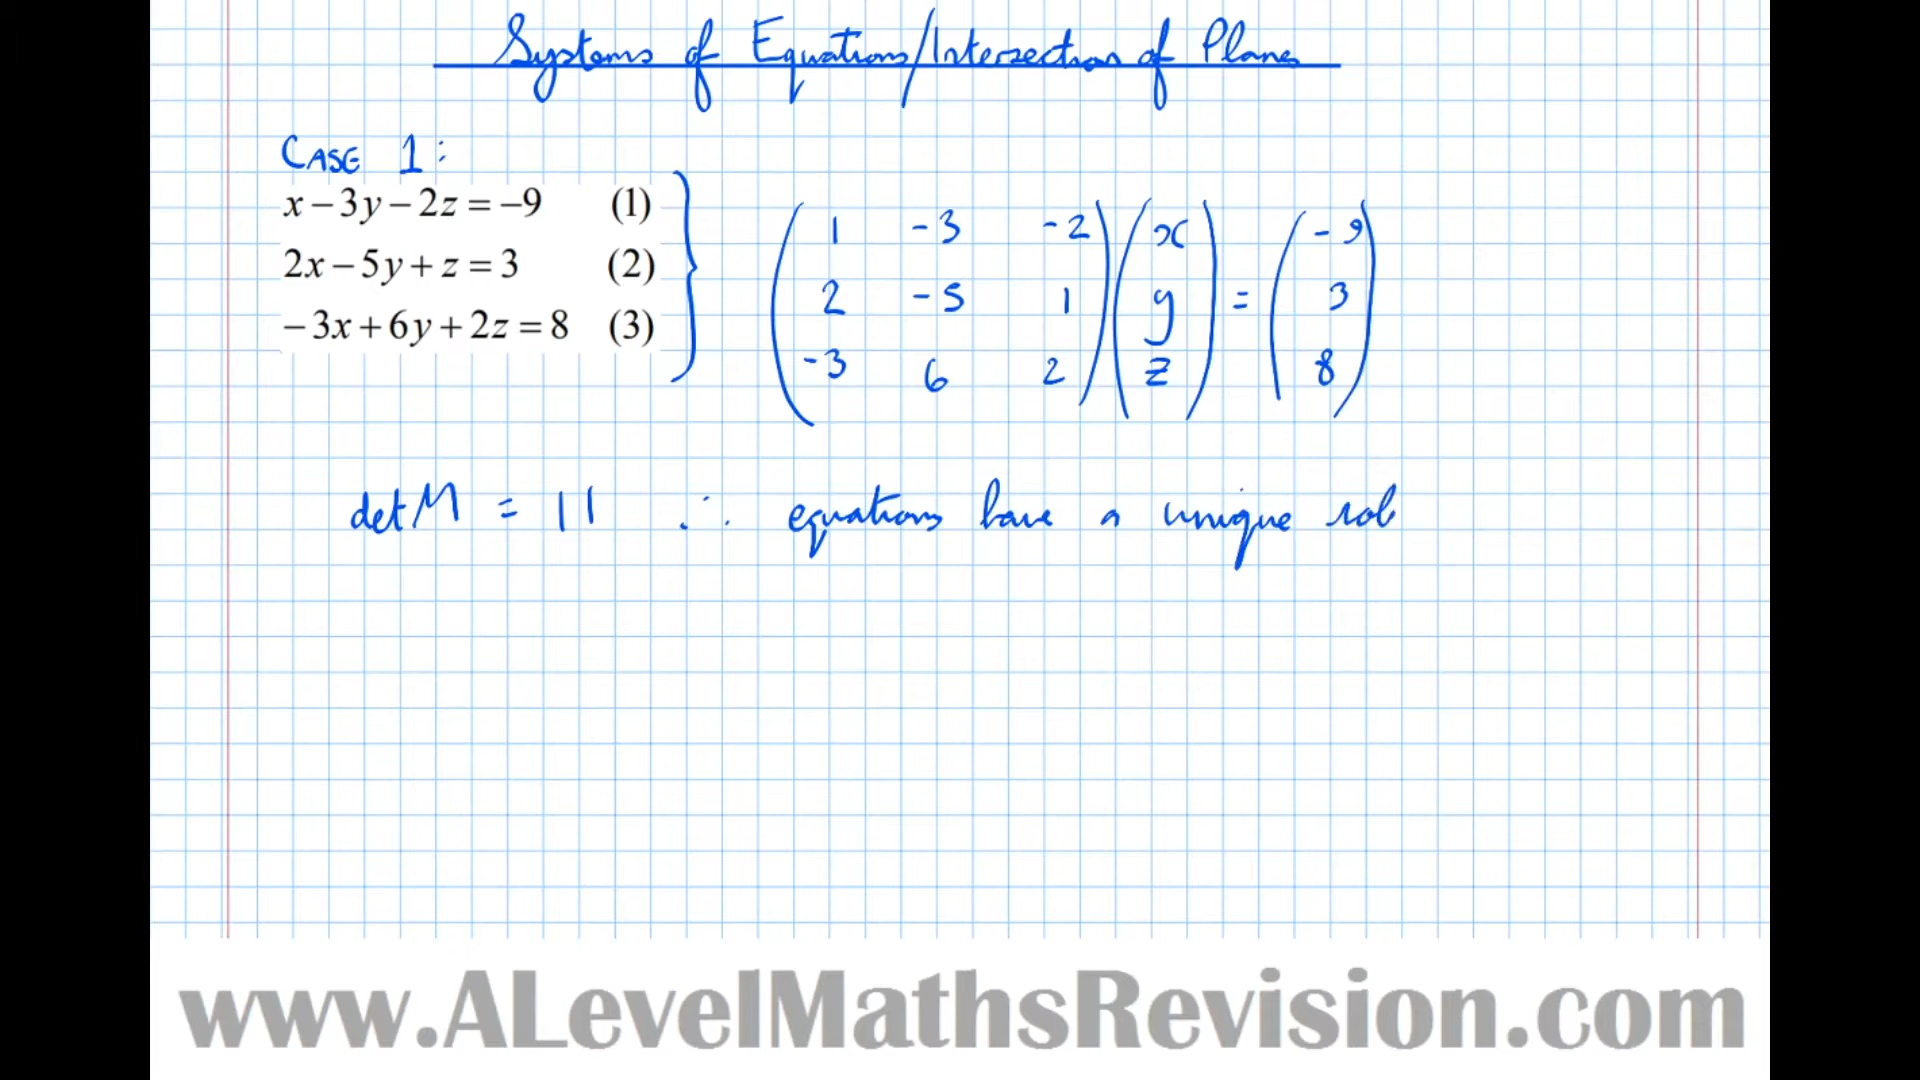 Systems of Equations/Intersection of Planes
CASE 1:
x − 3y − 2z = −9 (1)
2x − 5y + z = 3 (2)
−3x + 6y + 2z = 8 (3)
( 1 -3 -2 ) ( x ) = ( -9 )
( 2 -5 1 ) ( y ) ( 3 )
( -3 6 2 ) ( z ) ( 8 )
det M = 11 ∴ equations have a unique sol
www.ALevelMathsRevision.com